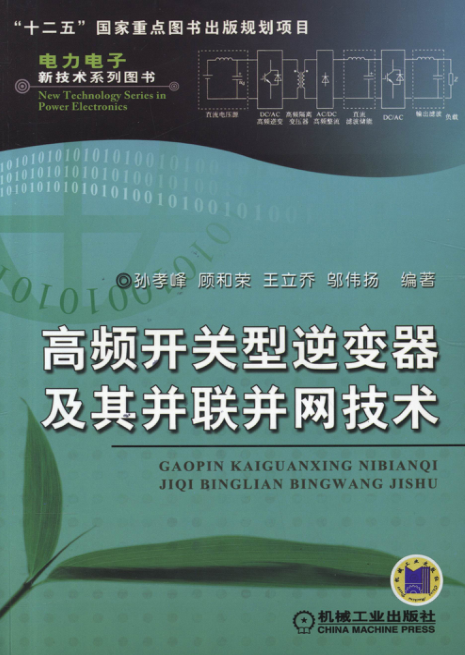 “十二五”国家重点图书出版规划项目
电力电子
新技术系列图书
New Technology Series in
Power Electronics
直流电压源
DC/AC
高频逆变
高频隔离
变压器
AC/DC
高频整流
直流
滤波储能
DC/AC
输出滤波
负载
孙孝峰 顾和荣 王立乔 邬伟扬 编著
高频开关型逆变器
及其并联并网技术
GAOPIN KAIGUANXING NIBIANQI
JIQI BINGLIAN BINGWANG JISHU
机械工业出版社
CHINA MACHINE PRESS